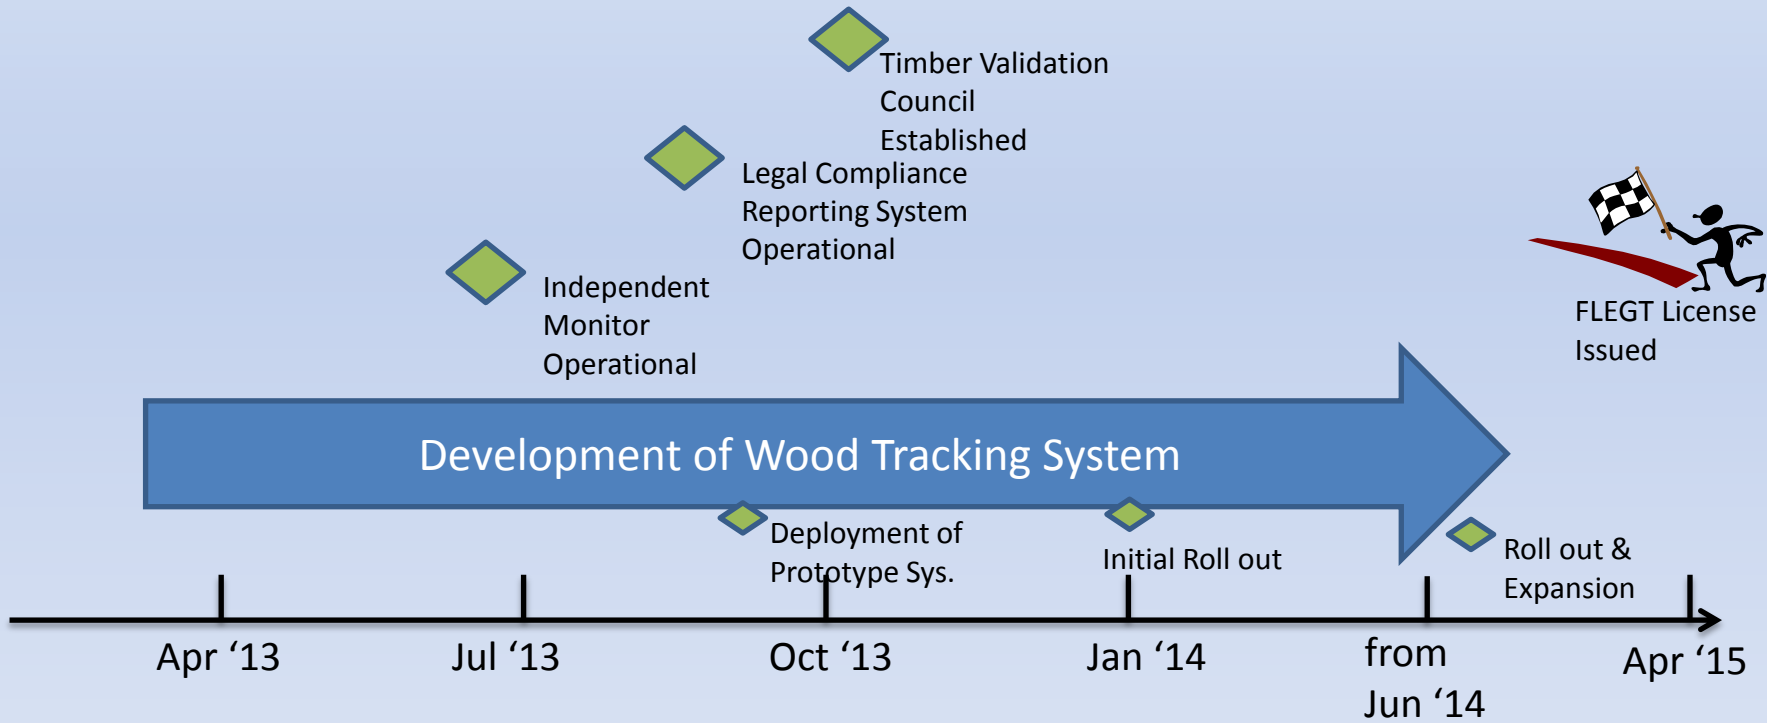 Timber Validation
Council
Established
Legal Compliance
Reporting System
Operational
Independent
Monitor
Operational
FLEGT License
Issued
Development of Wood Tracking System
Deployment of
Prototype Sys.
Initial Roll out
Roll out &
Expansion
Apr ‘13
Jul ‘13
Oct ‘13
Jan ‘14
from
Jun ‘14
Apr ‘15